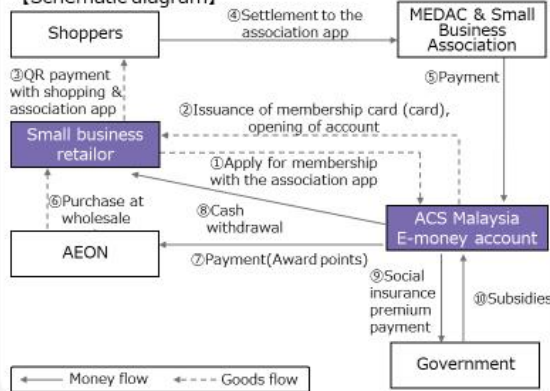 【Schematic diagram】
④Settlement to the
association app
Shoppers
MEDAC & Small
Business
Association
③QR payment
with shopping &
association app
⑤Payment
②Issuance of membership card (card),
opening of account
Small business
retailor
①Apply for membership
with the association app
⑥Purchase at
wholesale
⑧Cash
withdrawal
ACS Malaysia
E-money account
AEON
⑦Payment(Award points)
⑨Social
insurance
premium
payment
⑩Subsidies
Government
Money flow
Goods flow